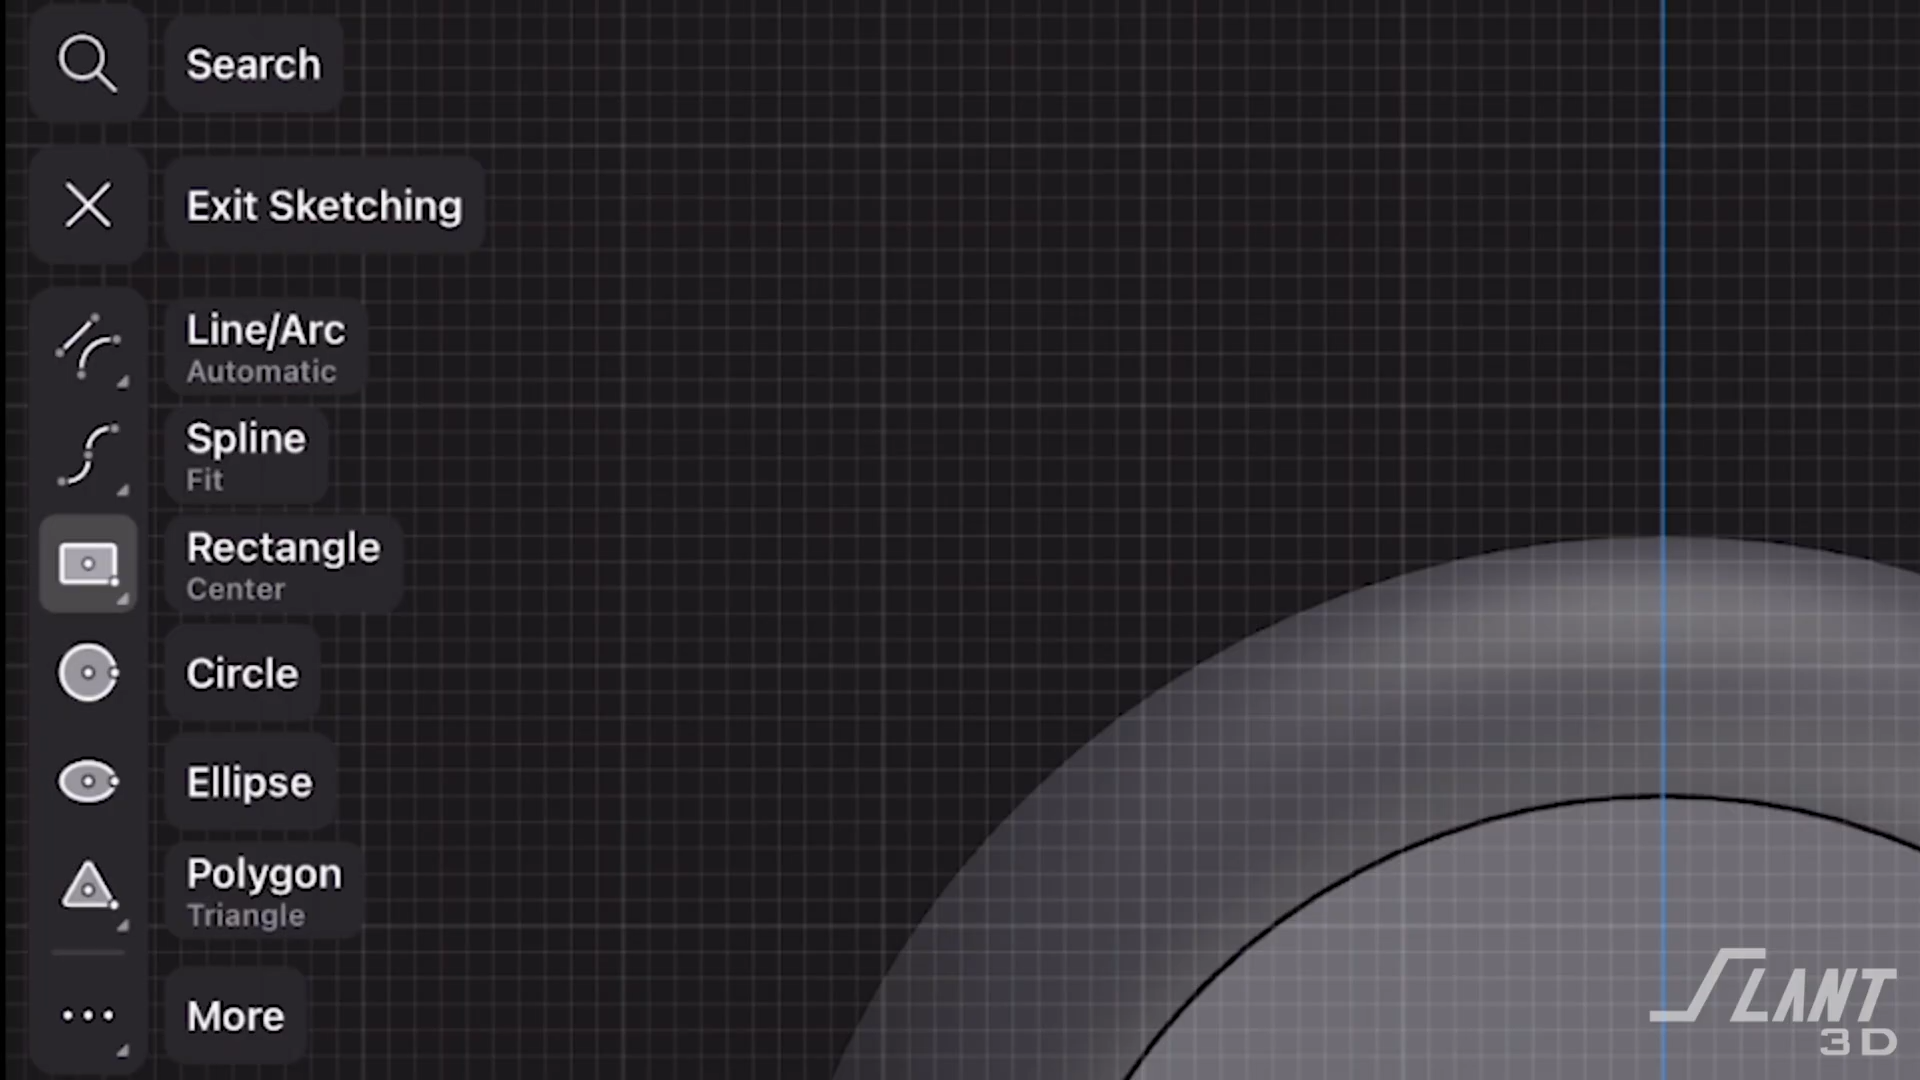 Search
Exit Sketching
Line/Arc
Automatic
Spline
Fit
Rectangle
Center
Circle
Ellipse
Polygon
Triangle
More
SLANT
3D